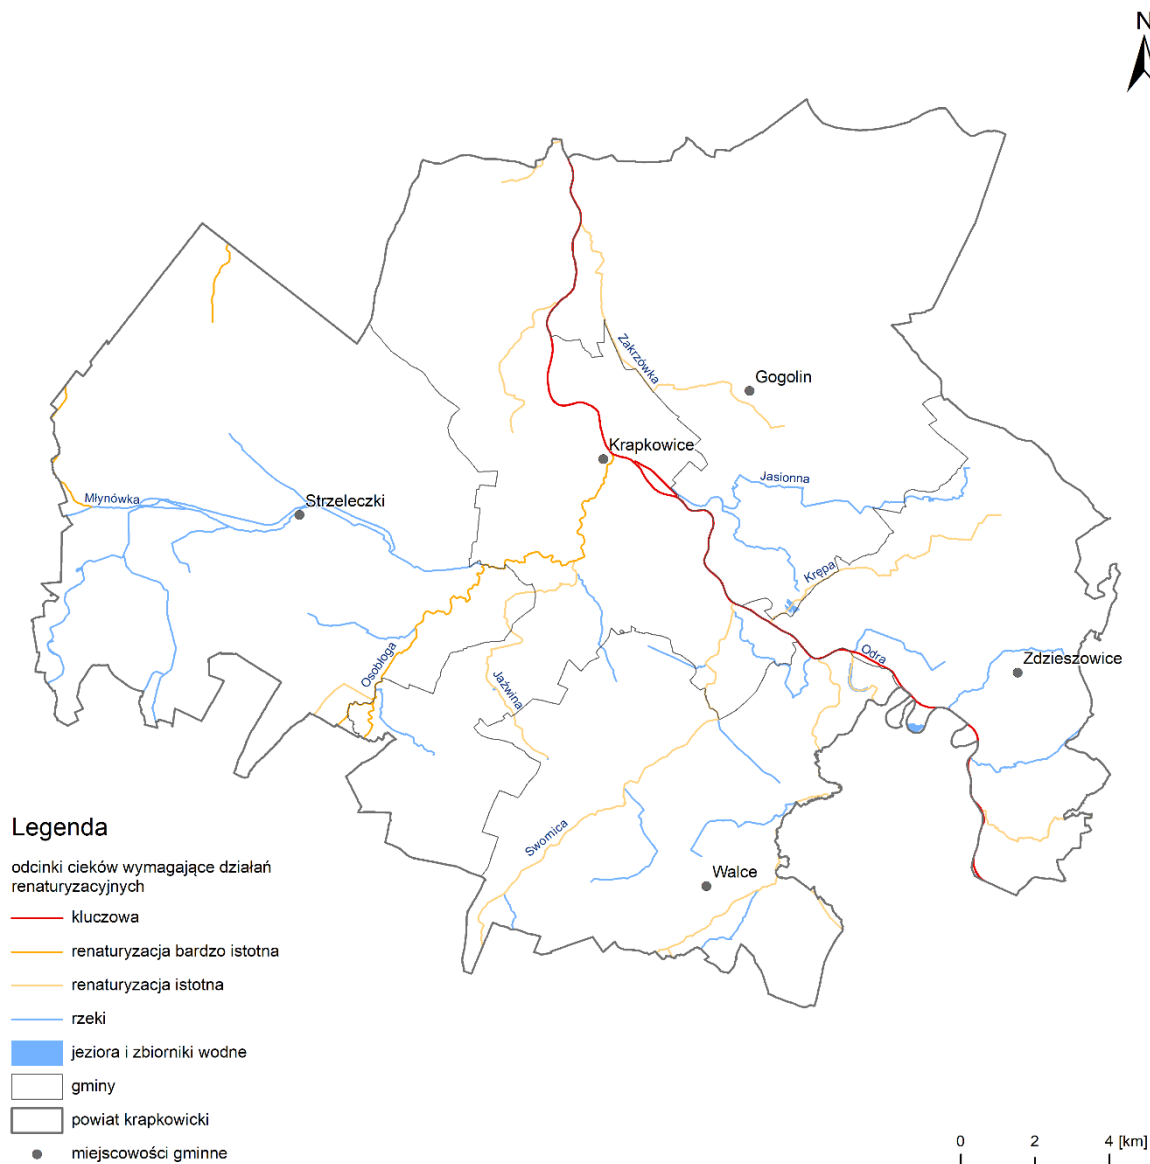 N
Zakrzówka
Gogolin
Krapkowice
Jasionna
Młynówka
Strzeleczki
Krępa
Osobłoga
Odra
Zdzieszowice
Jaźwina
Swornica
Walce
Legenda
odcinki cieków wymagające działań
renaturyzacyjnych
kluczowa
renaturyzacja bardzo istotna
renaturyzacja istotna
rzeki
jeziora i zbiorniki wodne
gminy
powiat krapkowicki
miejscowości gminne
0 2 4 [km]